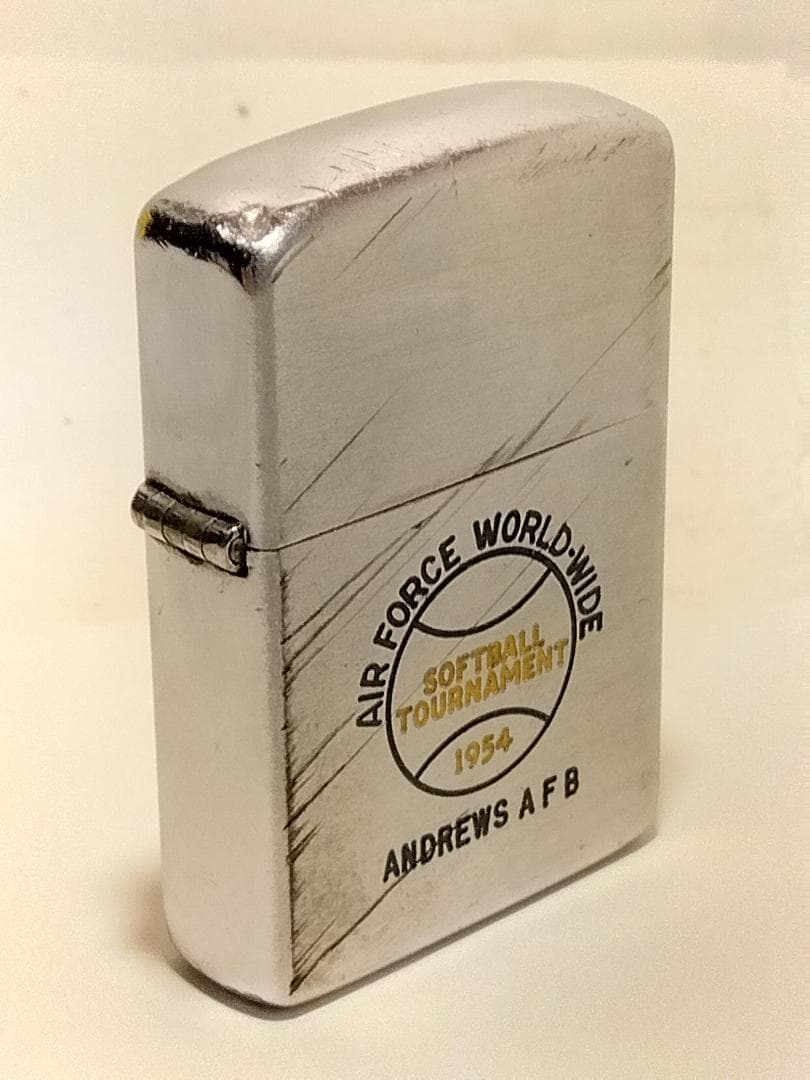 AIR FORCE WORLD-WIDE
SOFTBALL
TOURNAMENT
1954
ANDREWS A F B